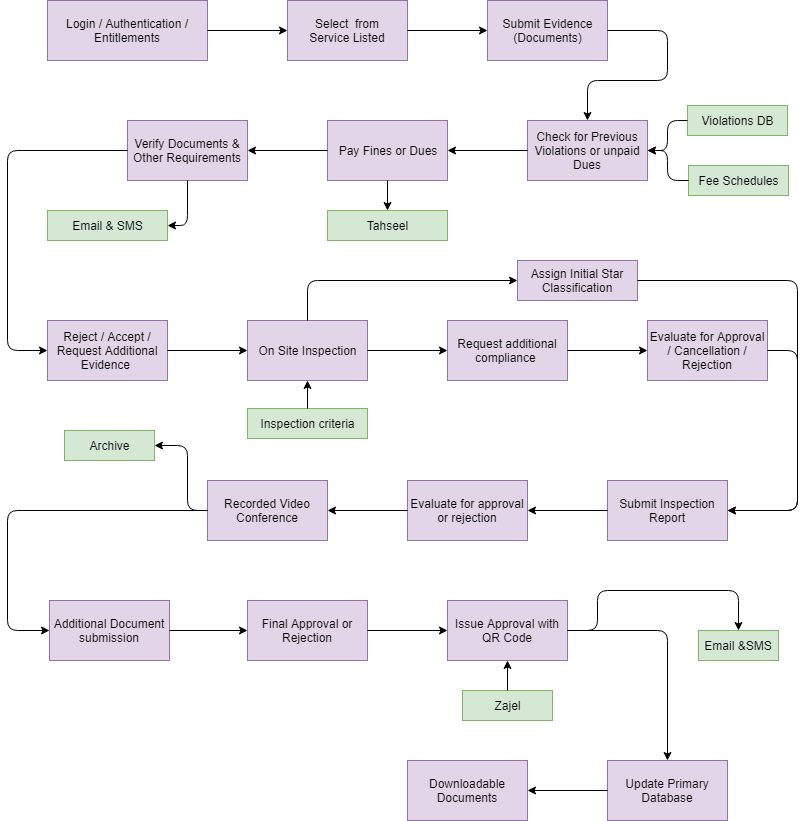 Login / Authentication /
Entitlements
Select from
Service Listed
Submit Evidence
(Documents)
Verify Documents &
Other Requirements
Pay Fines or Dues
Check for Previous
Violations or unpaid
Dues
Violations DB
Fee Schedules
Email & SMS
Tahseel
Assign Initial Star
Classification
Reject / Accept /
Request Additional
Evidence
On Site Inspection
Request additional
compliance
Evaluate for Approval
/ Cancellation /
Rejection
Inspection criteria
Archive
Recorded Video
Conference
Evaluate for approval
or rejection
Submit Inspection
Report
Additional Document
submission
Final Approval or
Rejection
Issue Approval with
QR Code
Email &SMS
Zajel
Downloadable
Documents
Update Primary
Database